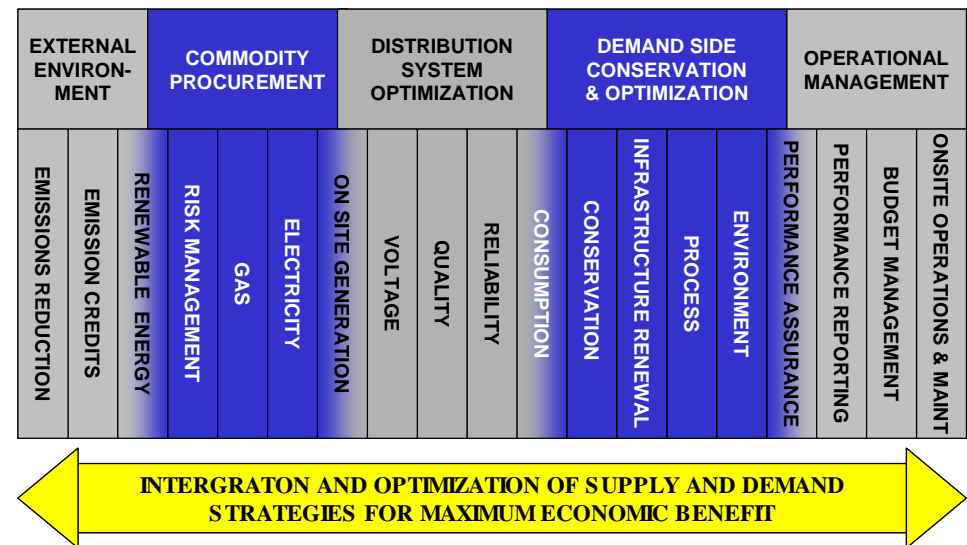 EXTERNAL
ENVIRON-
MENT
COMMODITY
PROCUREMENT
DISTRIBUTION
SYSTEM
OPTIMIZATION
DEMAND SIDE
CONSERVATION
& OPTIMIZATION
OPERATIONAL
MANAGEMENT
EMISSIONS REDUCTION
EMISSION CREDITS
RENEWABLE ENERGY
RISK MANAGEMENT
GAS
ELECTRICITY
ON SITE GENERATION
VOLTAGE
QUALITY
RELIABILITY
CONSUMPTION
CONSERVATION
INFRASTRUCTURE RENEWAL
PROCESS
ENVIRONMENT
PERFORMANCE ASSURANCE
PERFORMANCE REPORTING
BUDGET MANAGEMENT
ONSITE OPERATIONS & MAINT
INTERGRATON AND OPTIMIZATION OF SUPPLY AND DEMAND
STRATEGIES FOR MAXIMUM ECONOMIC BENEFIT